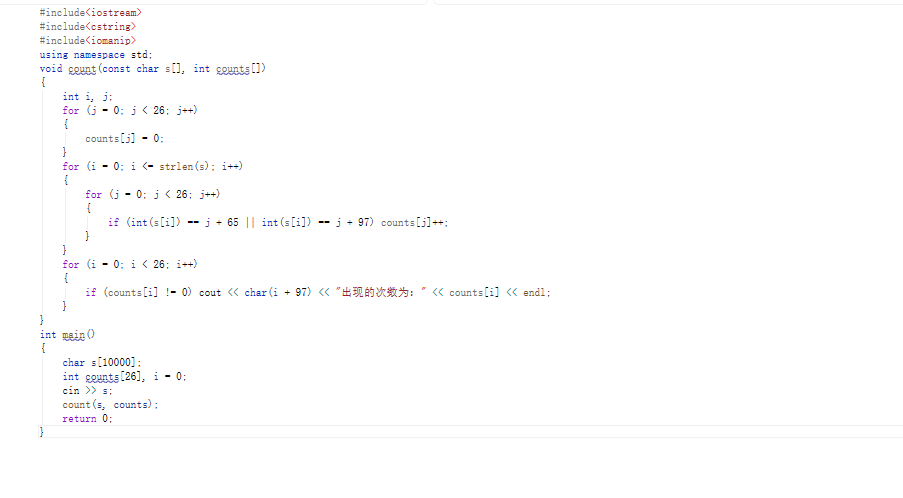 #include<iostream>
#include<cstring>
#include<iomanip>
using namespace std;
void count(const char s[], int counts[])
{
int i, j;
for (j = 0; j < 26; j++)
{
counts[j] = 0;
}
for (i = 0; i <= strlen(s); i++)
{
for (j = 0; j < 26; j++)
{
if (int(s[i]) == j + 65 || int(s[i]) == j + 97) counts[j]++;
}
}
for (i = 0; i < 26; i++)
{
if (counts[i] != 0) cout << char(i + 97) << "出现的次数为：" << counts[i] << endl;
}
}
int main()
{
char s[10000];
int counts[26], i = 0;
cin >> s;
count(s, counts);
return 0;
}